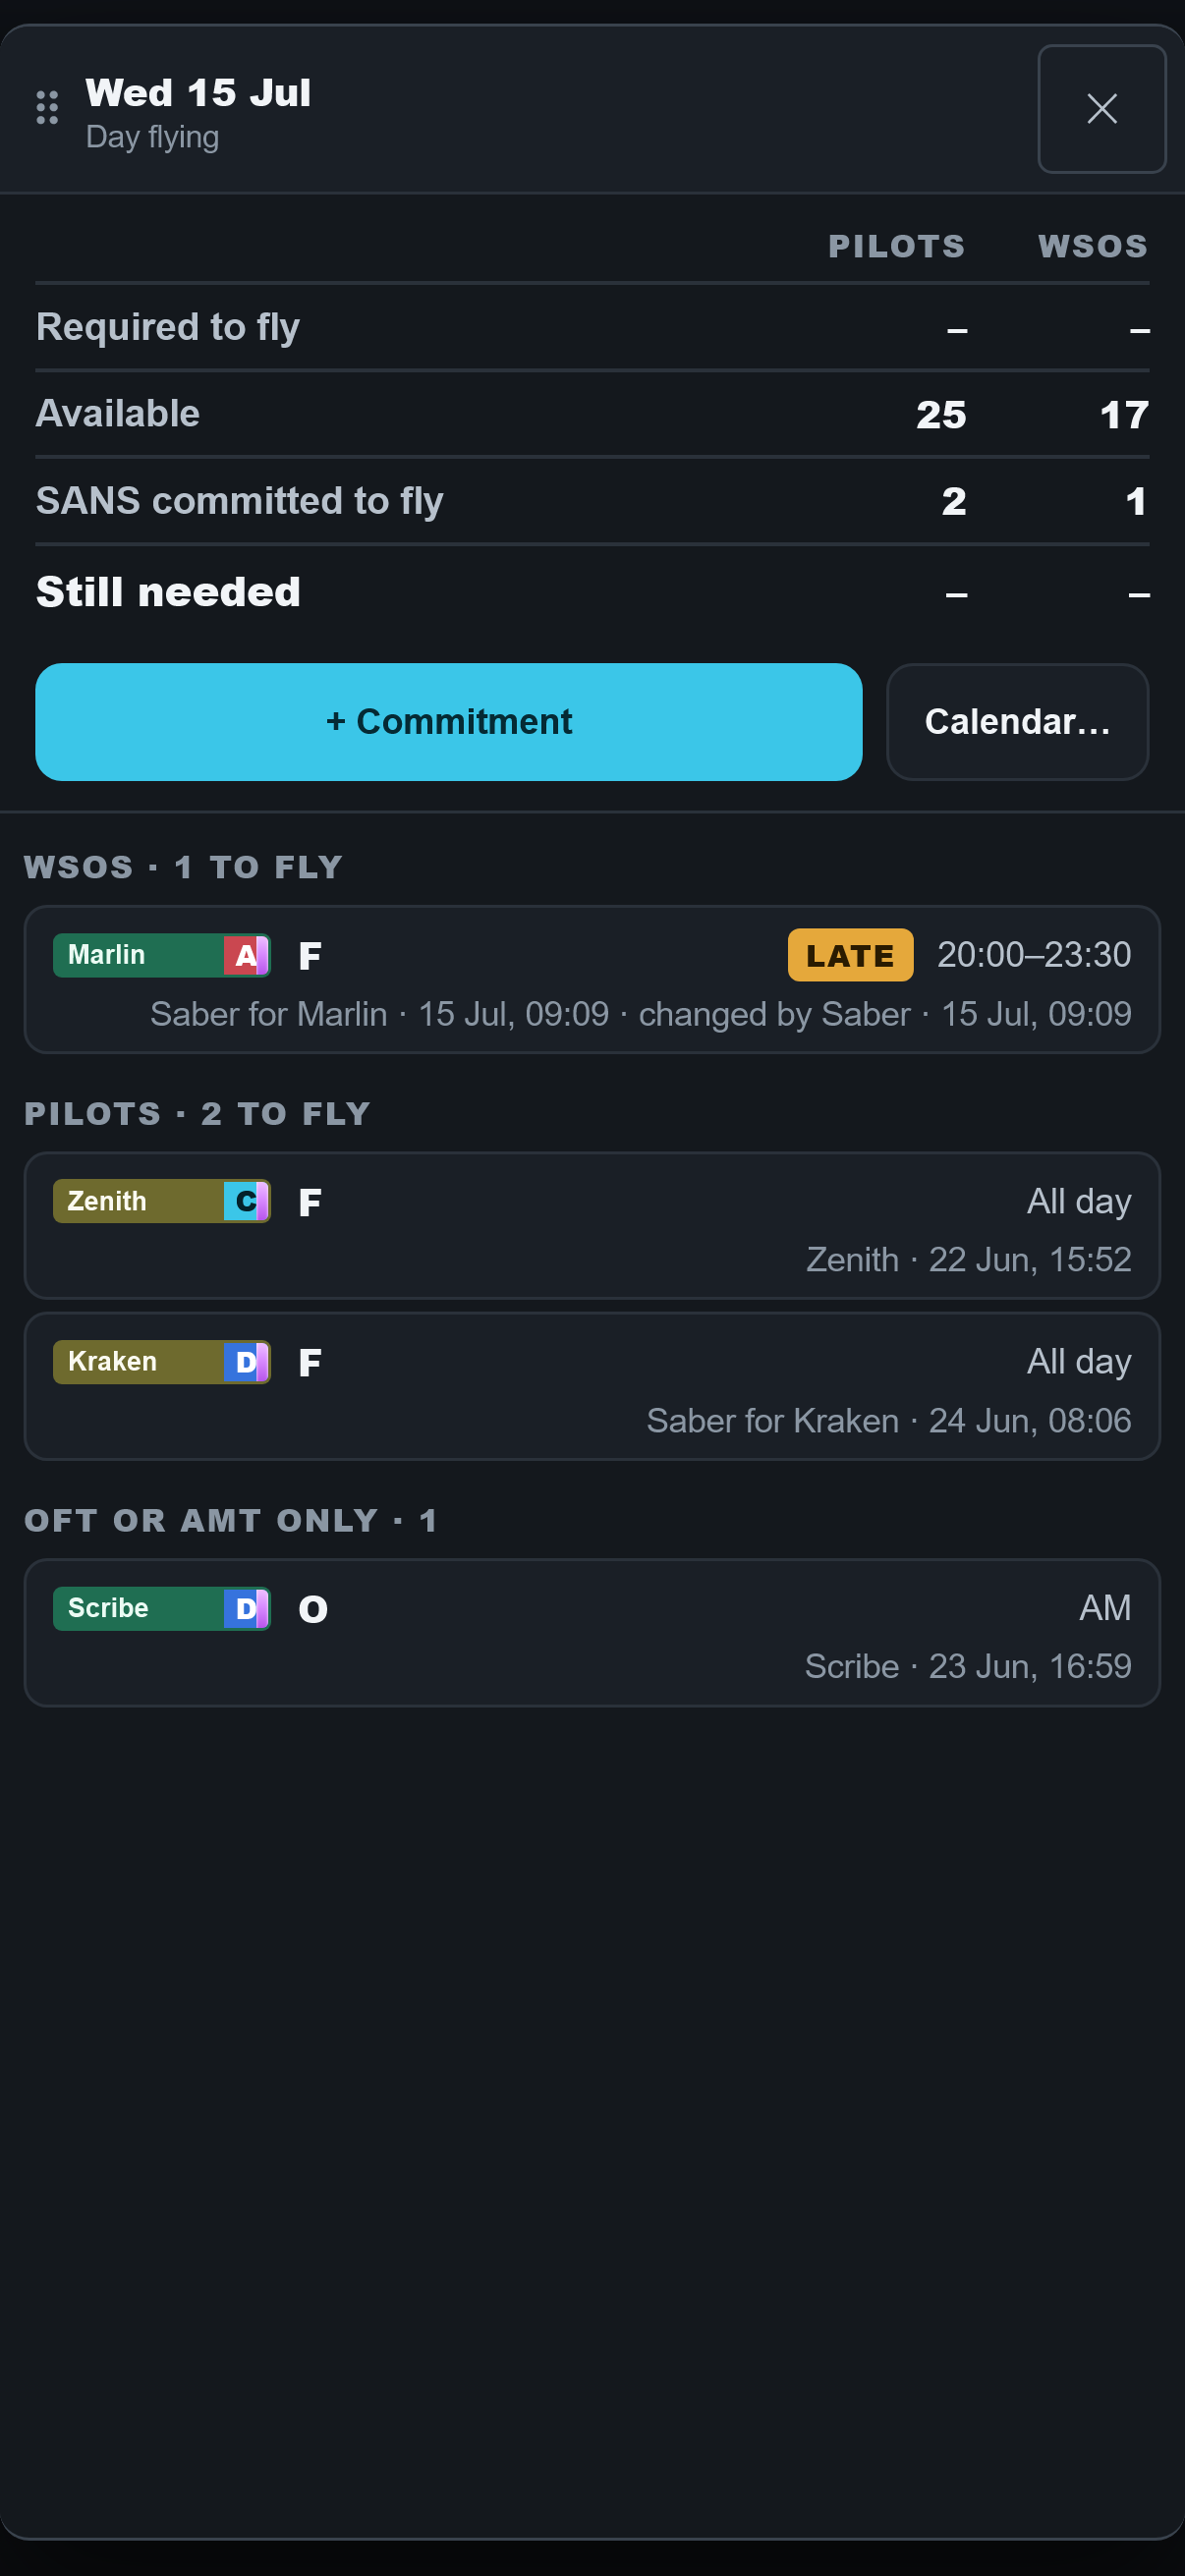 Wed 15 Jul
Day flying
PILOTS WSOS
Required to fly – –
Available 25 17
SANS committed to fly 2 1
Still needed – –
+ Commitment Calendar…
WSOS · 1 TO FLY
Marlin A F LATE 20:00–23:30
Saber for Marlin · 15 Jul, 09:09 · changed by Saber · 15 Jul, 09:09
PILOTS · 2 TO FLY
Zenith C F All day
Zenith · 22 Jun, 15:52
Kraken D F All day
Saber for Kraken · 24 Jun, 08:06
OFT OR AMT ONLY · 1
Scribe D O AM
Scribe · 23 Jun, 16:59